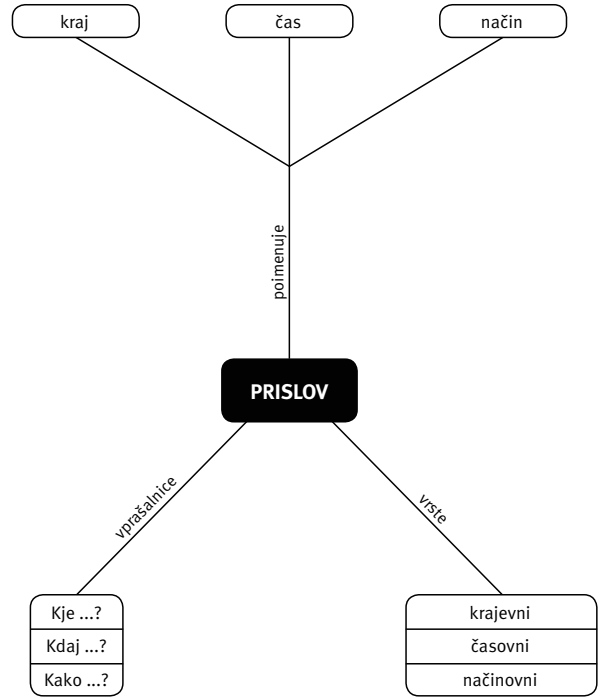 kraj
čas
način
poimenuje
PRISLOV
vprašalnice
vrste
Kje ...?
Kdaj ...?
Kako ...?
krajevni
časovni
načinovni